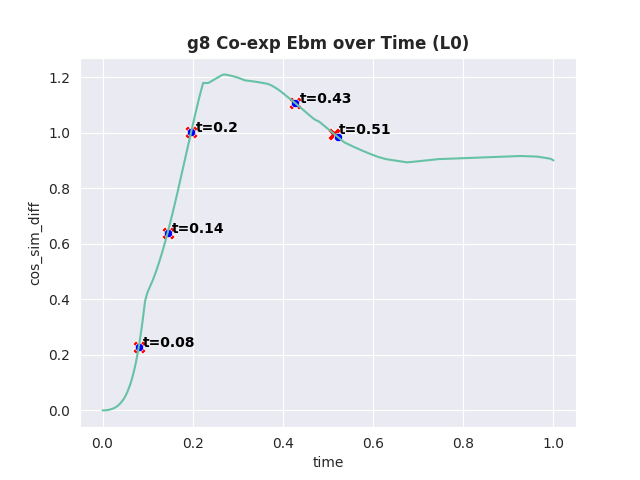 g8 Co-exp Ebm over Time (L0)
1.2
1.0
0.8
0.6
0.4
0.2
0.0
cos_sim_diff
t=0.43
t=0.2
t=0.51
t=0.14
t=0.08
0.0 0.2 0.4 0.6 0.8 1.0
time